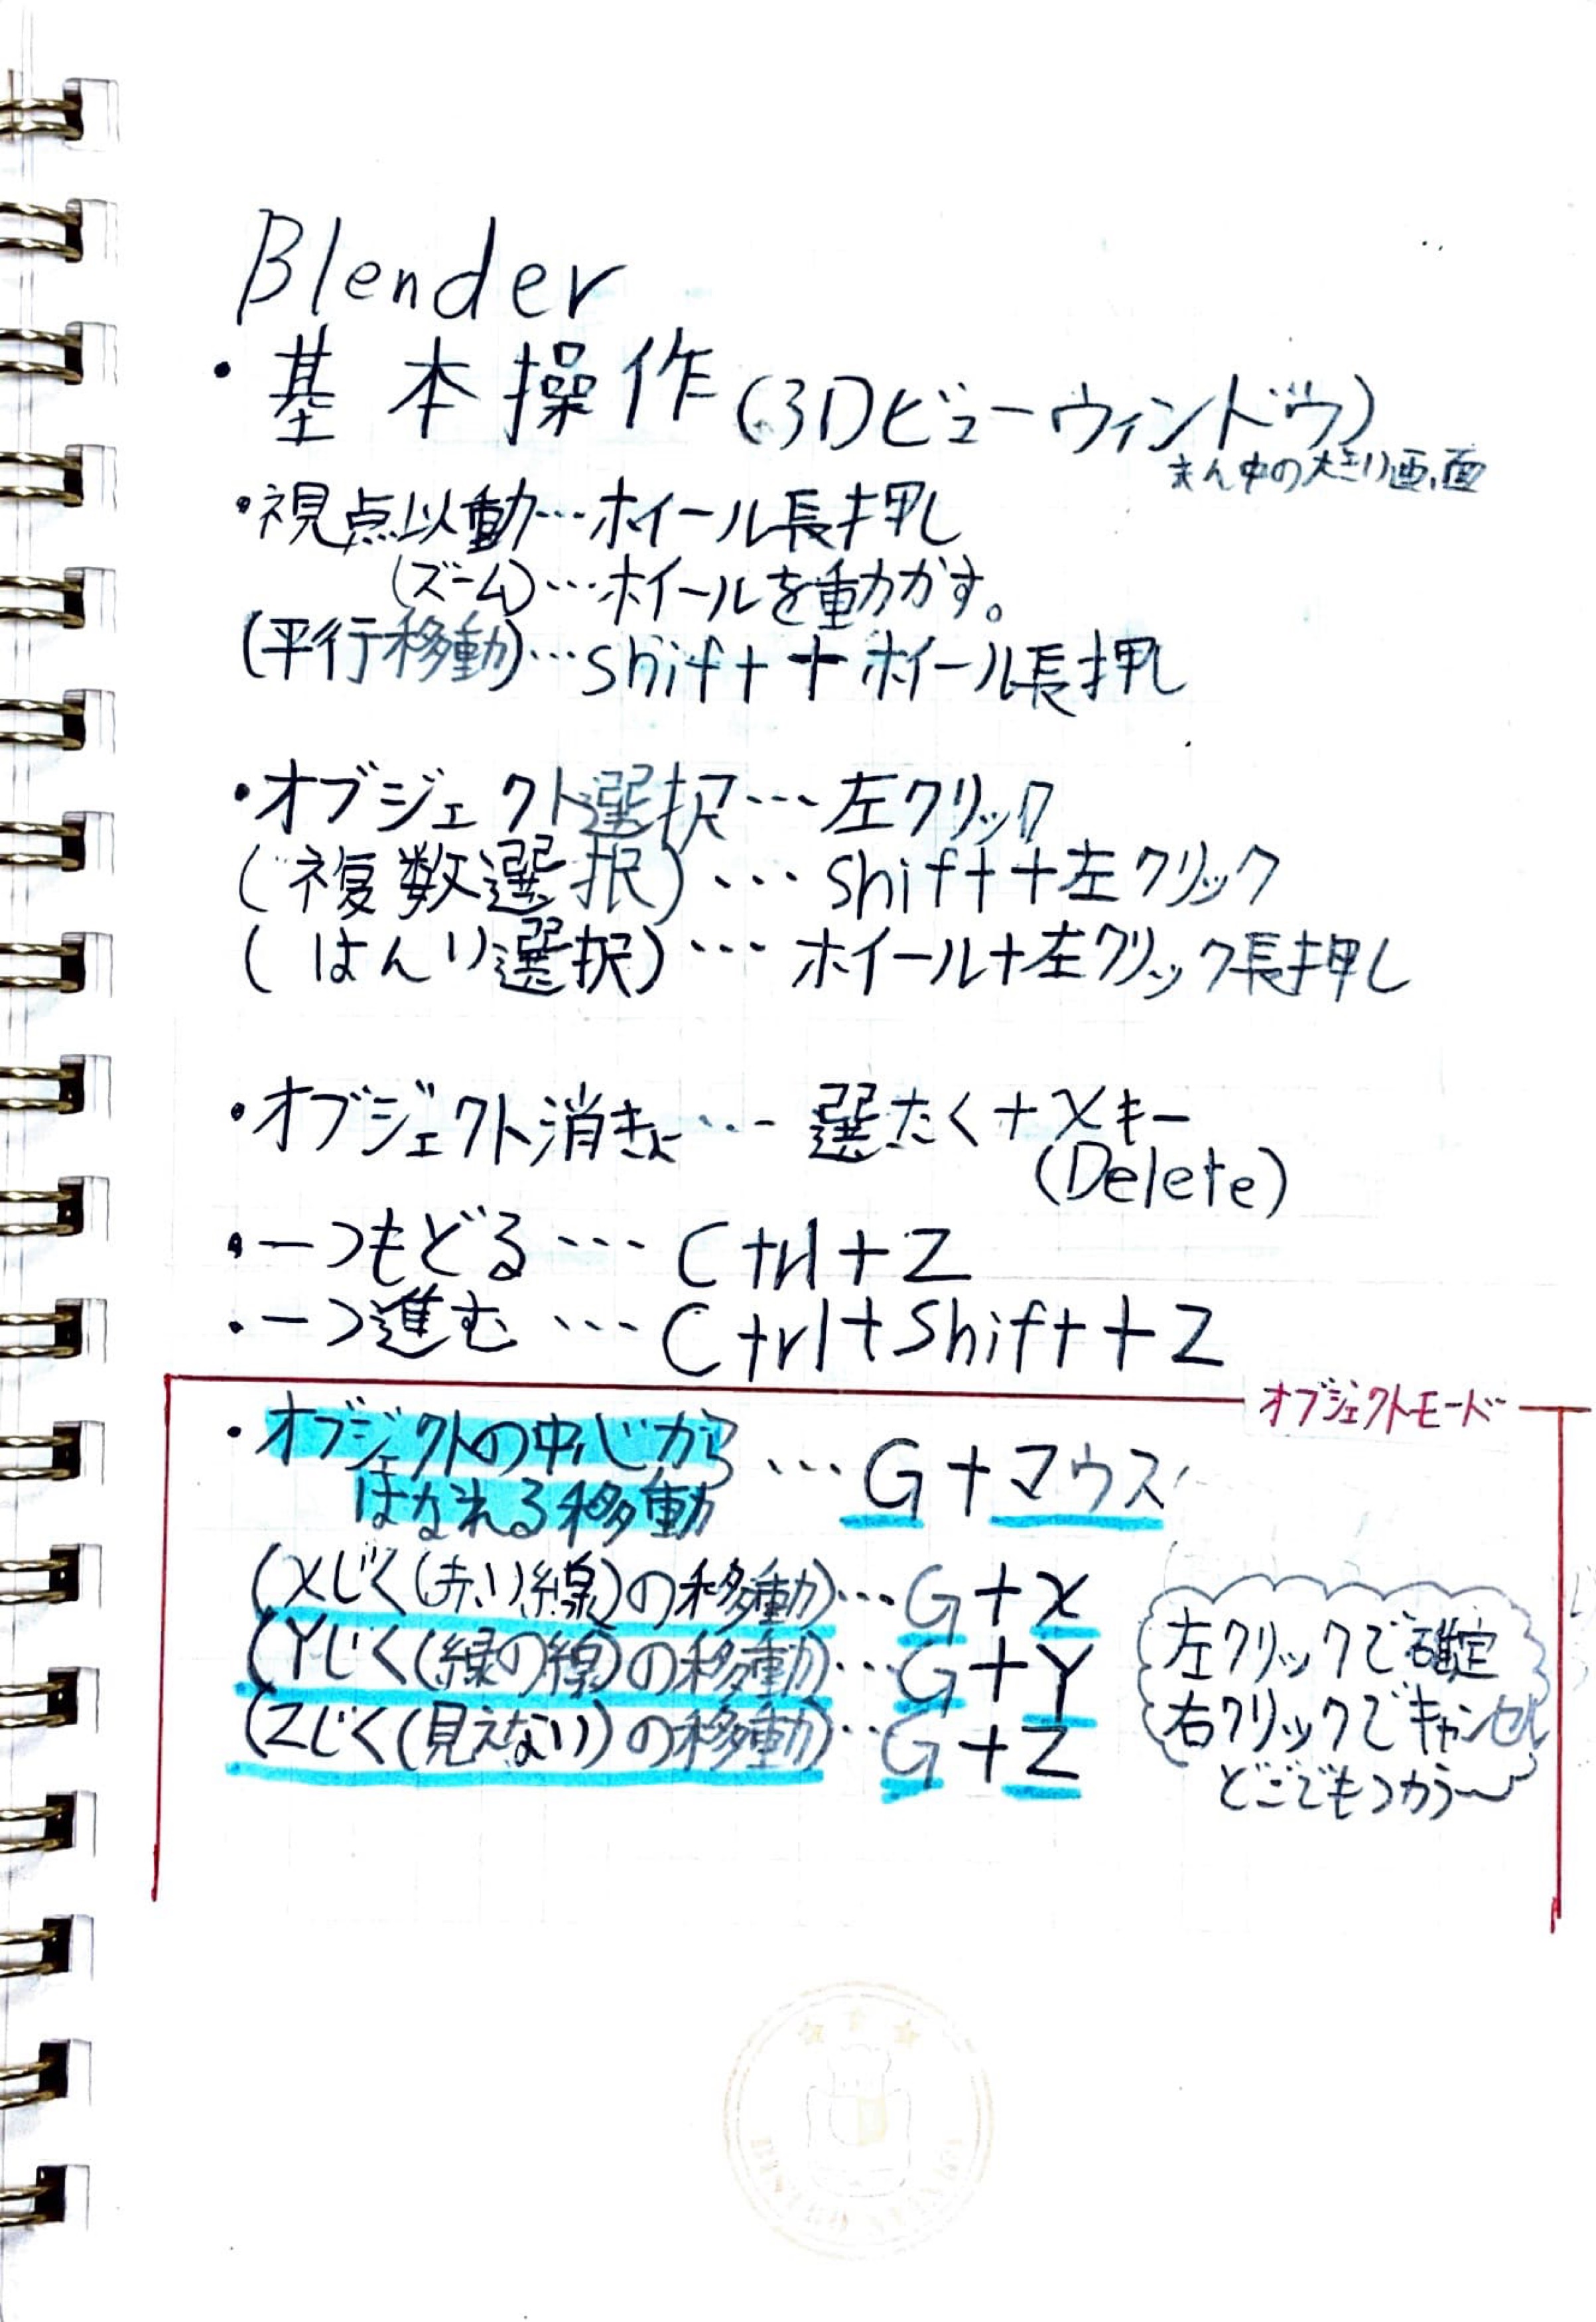 Blender
・基本操作(3Dビューウィンドウ)
まん中の大きい画面
・視点以動…ホイール長押し
(ズーム)…ホイールを動かす。
(平行移動)…shift+ホイール長押し
・オブジェクト選択…左クリック
(複数選択)…shift+左クリック
(はんい選択)…ホイール+左クリック長押し
・オブジェクト消きょ…選たく+Xキー
(Delete)
・一つもどる…Ctrl+Z
・一つ進む…Ctrl+Shift+Z
オブジェクトモード
・オブジェクトの中心から
はなれる移動…G+マウス
(Xじく(赤い線)の移動)…G+X
(Yじく(緑の線)の移動)…G+Y
(Zじく(見えない)の移動)…G+Z
左クリックで確定
右クリックでキャンセル
どこでもつかう〜